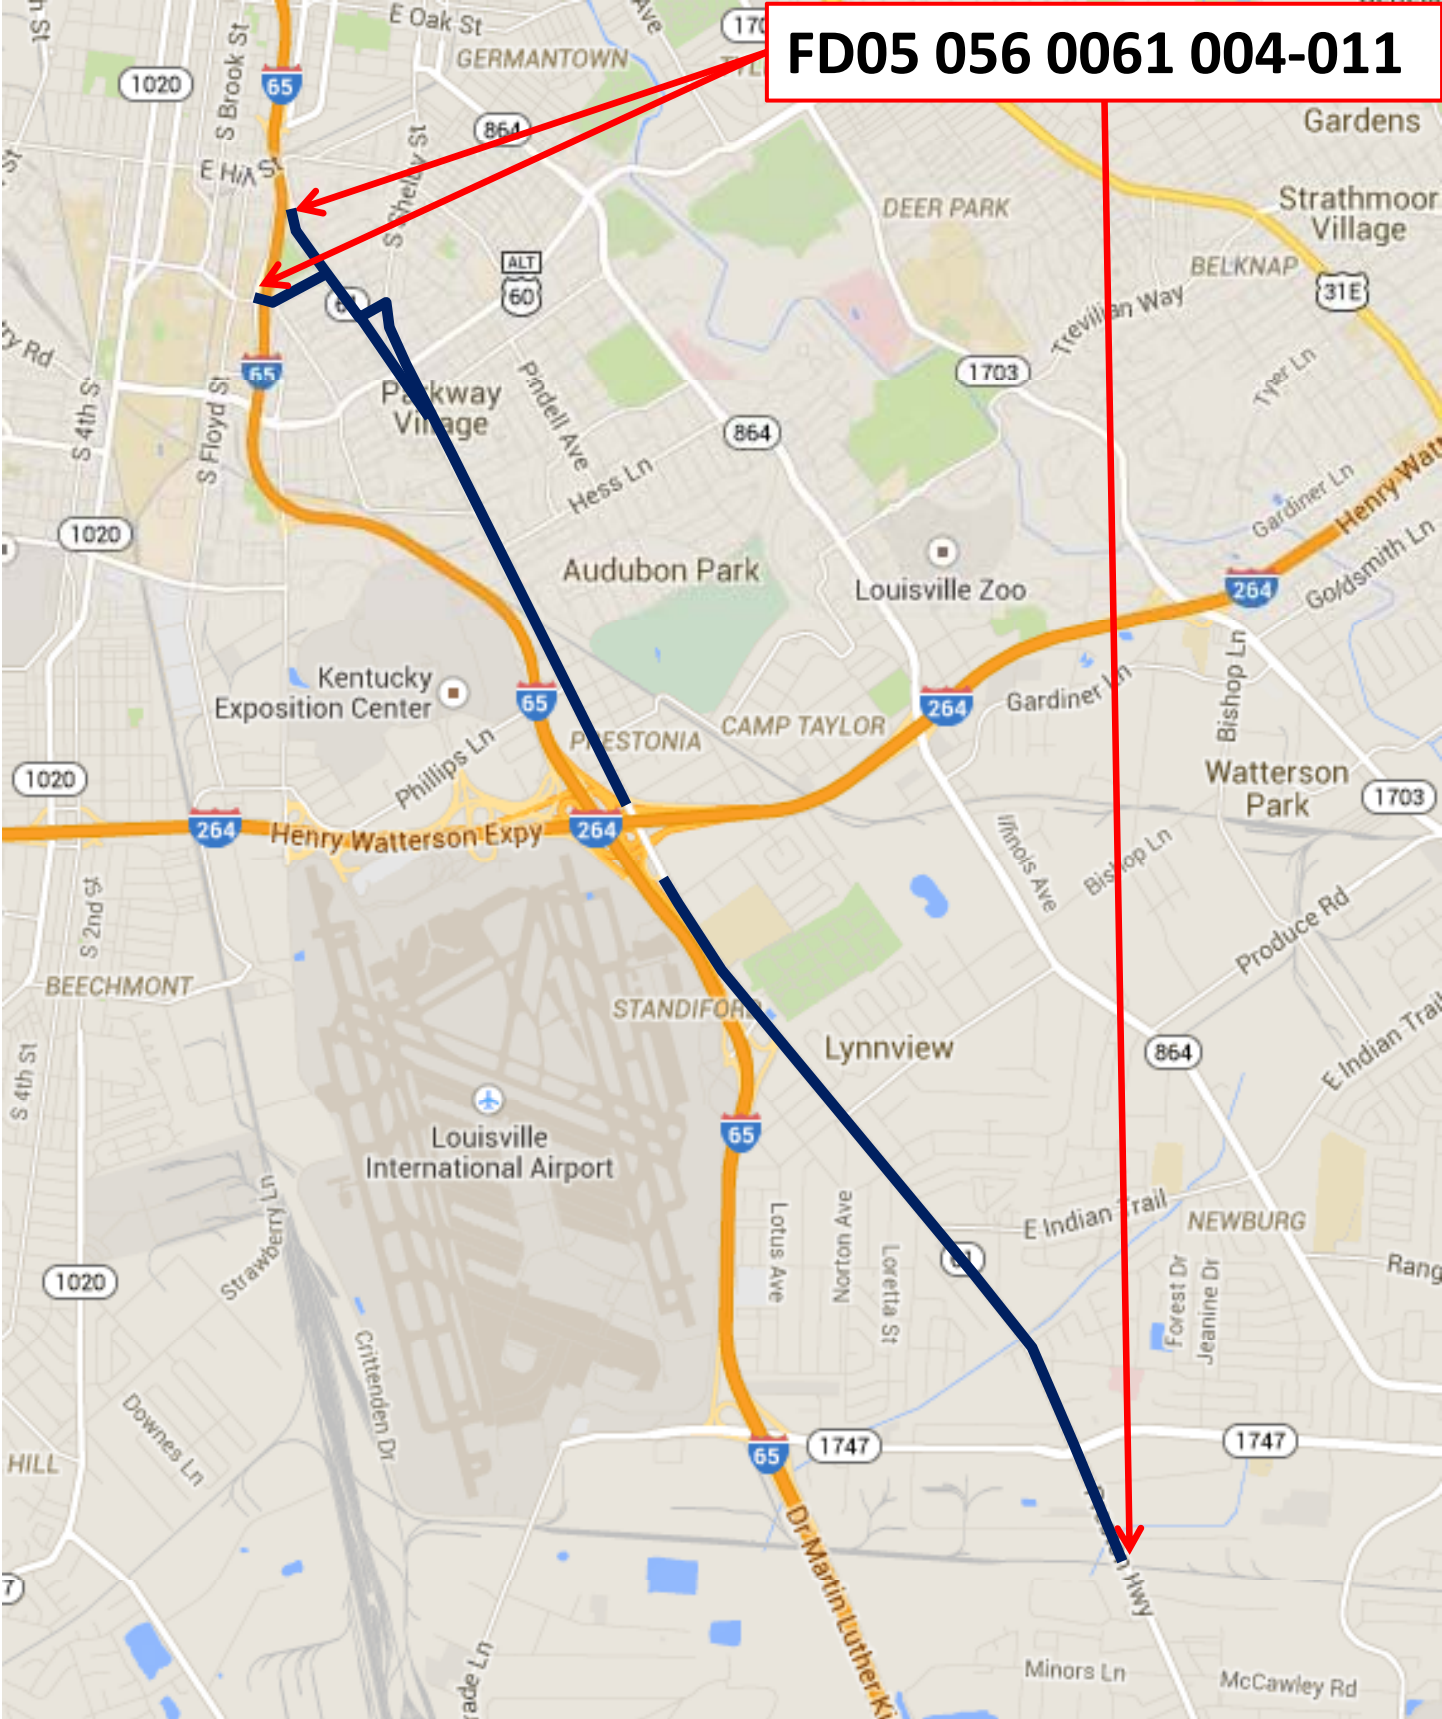 FD05 056 0061 004-011
E Oak St
GERMANTOWN
1020
65
S Brook St
864
E Hill St
S Shelby St
Gardens
Strathmoor
Village
DEER PARK
BELKNAP
31E
ALT
60
Trevilian Way
1703
Tyler Ln
65
Parkway
Village
Pindell Ave
864
S 4th S
S Floyd St
Hess Ln
Gardiner Ln
Henry Watt
1020
Audubon Park
Louisville Zoo
264
Goldsmith Ln
Kentucky
Exposition Center
65
Gardiner Ln
Bishop Ln
264
PRESTONIA
CAMP TAYLOR
Phillips Ln
1020
Watterson
Park
1703
264
Henry Watterson Expy
264
Illinois Ave
Bishop Ln
S 2nd St
Produce Rd
BEECHMONT
STANDIFORD
Lynnview
864
E Indian Trail
S 4th St
Louisville
International Airport
65
Strawberry Ln
Lotus Ave
Norton Ave
Loretta St
E Indian Trail
NEWBURG
61
Forest Dr
Jeanine Dr
Rang
1020
Crittenden Dr
Downes Ln
HILL
65
1747
1747
Dr Martin Luther Ki
Hwy
7
rade Ln
Minors Ln
McCawley Rd